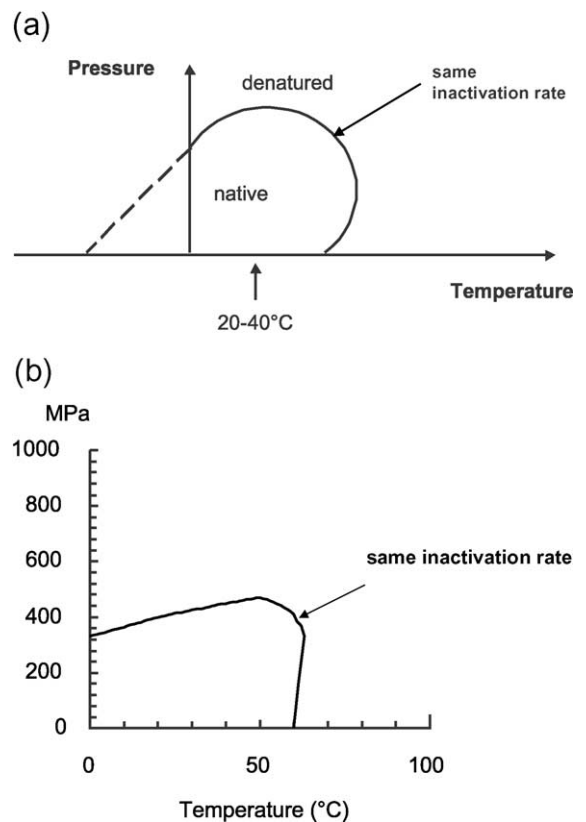 (a)
Pressure
denatured
same
inactivation rate
native
Temperature
20-40°C
(b)
MPa
1000
800
600
same inactivation rate
400
200
0
0 50 100
Temperature (°C)